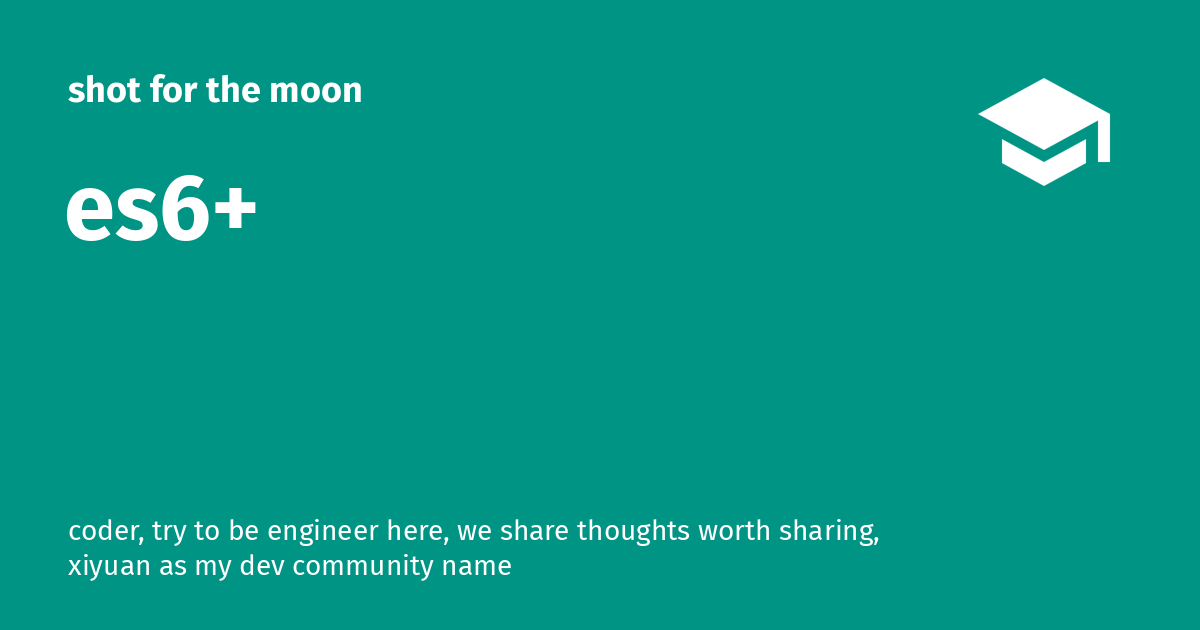 shot for the moon
es6+
coder, try to be engineer here, we share thoughts worth sharing,
xiyuan as my dev community name